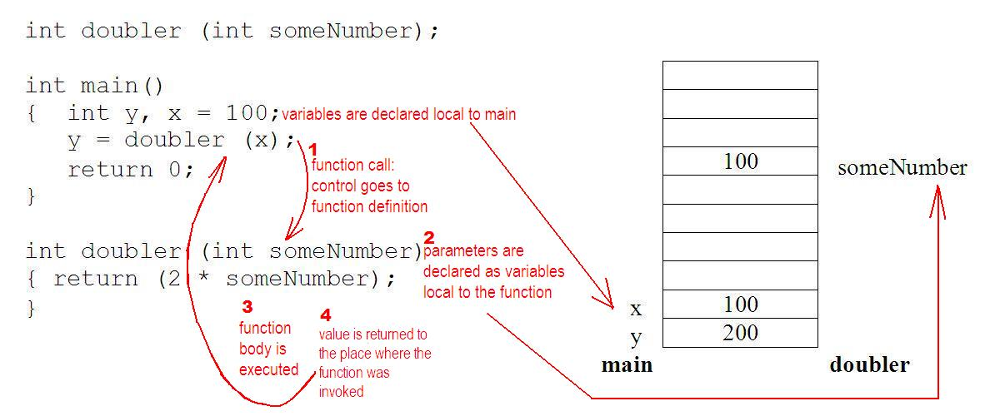 int doubler (int someNumber);
int main()
{ int y, x = 100; variables are declared local to main
y = doubler (x);
return 0;
}
1
function call:
control goes to
function definition
int doubler (int someNumber)
{ return (2 * someNumber);
}
2
parameters are
declared as variables
local to the function
3
function
body is
executed
4
value is returned to
the place where the
function was
invoked
100 someNumber
x 100
y 200
main doubler